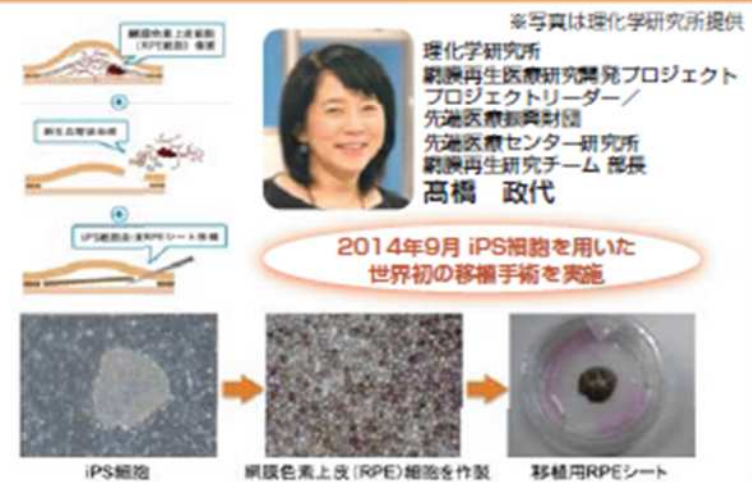 ※写真は理化学研究所提供
網膜色素上皮細胞
(RPE細胞) 傷害
新生血管抜去術
iPS細胞由来RPEシート移植
理化学研究所
網膜再生医療研究開発プロジェクト
プロジェクトリーダー/
先端医療振興財団
先端医療センター研究所
網膜再生研究チーム 部長
髙橋 政代
2014年9月 iPS細胞を用いた
世界初の移植手術を実施
iPS細胞
網膜色素上皮(RPE)細胞を作製
移植用RPEシート